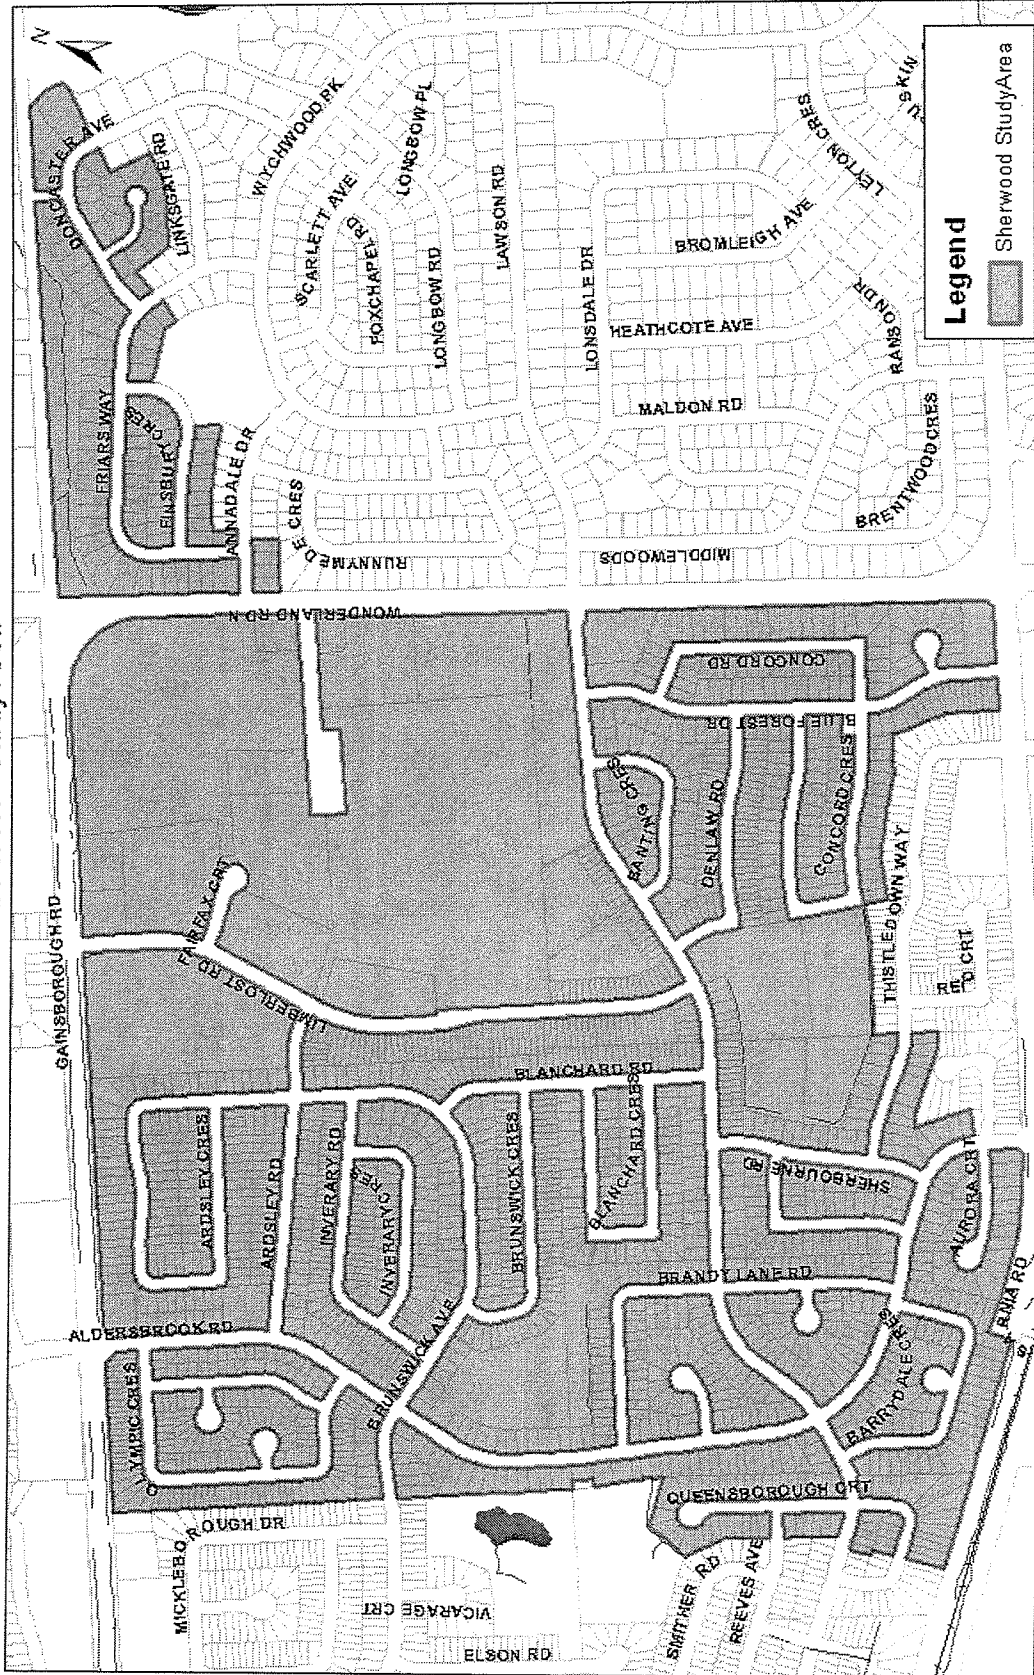 N
GAINSBOROUGH RD
DONCASTER AVE
LINKSGATE RD
WYCHWOOD PK
FRIARS WAY
FINSBURY CRES
ANNADALE DR
SCARLETT AVE
FOXCHAPEL RD
LONGBOW PL
LONGBOW RD
LAWSON RD
RUNNYMEDE CRES
WONDERLAND RD N
MIDDLEWOODS
LONSDALE DR
BROMLEIGH AVE
HEATHCOTE AVE
MALDON RD
LEYTON CRES
RANSON DR
BRENTWOOD CRES
USKIN
FAIRFAX CRT
LIMBERLOST RD
CONCORD RD
BLUE FOREST DR
BANTING CRES
DENLAW RD
CONCORD CRES
THISTLEDOWN WAY
RED CRT
BLANCHARD RD
BLANCHARD CRES
ARDSLEY CRES
ARDSLEY RD
INVERARY RD
INVERARY CRES
BRUNSWICK CRES
BRUNSWICK AVE
SHERBOURNE RD
AURORA CRT
ALDERSBROOK RD
OLYMPIC CRES
BRANDY LANE RD
BARRYDALE CRES
QUEENSBOROUGH CRT
MICKLEBOROUGH DR
VICARAGE CRT
ELSON RD
SMITHER RD
REEVES AVE
Legend
Sherwood StudyArea